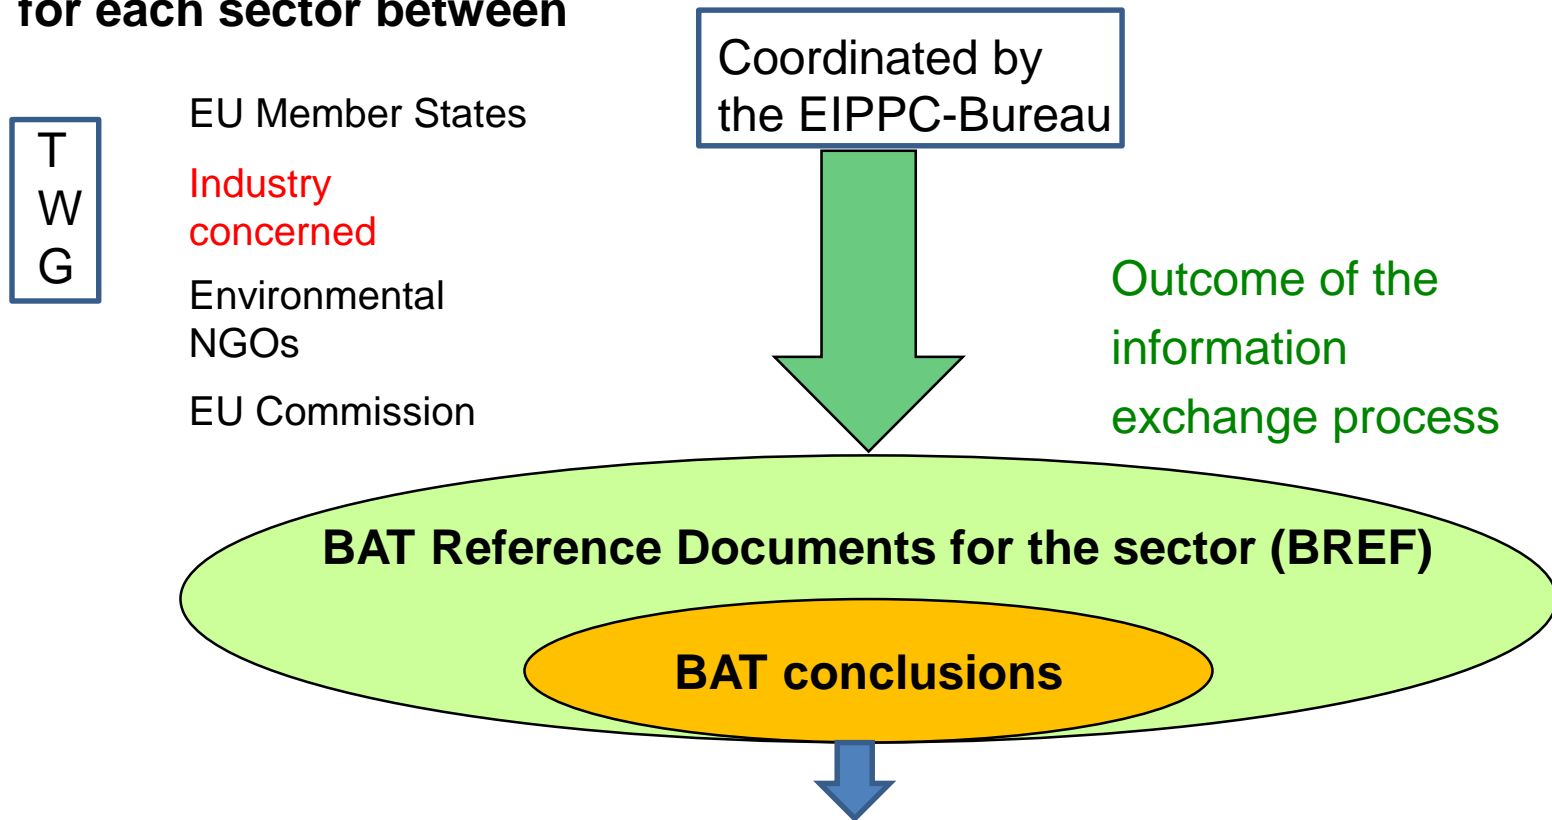 for each sector between
Coordinated by
the EIPPC-Bureau
T
W
G
EU Member States
Industry
concerned
Environmental
NGOs
EU Commission
Outcome of the
information
exchange process
BAT Reference Documents for the sector (BREF)
BAT conclusions